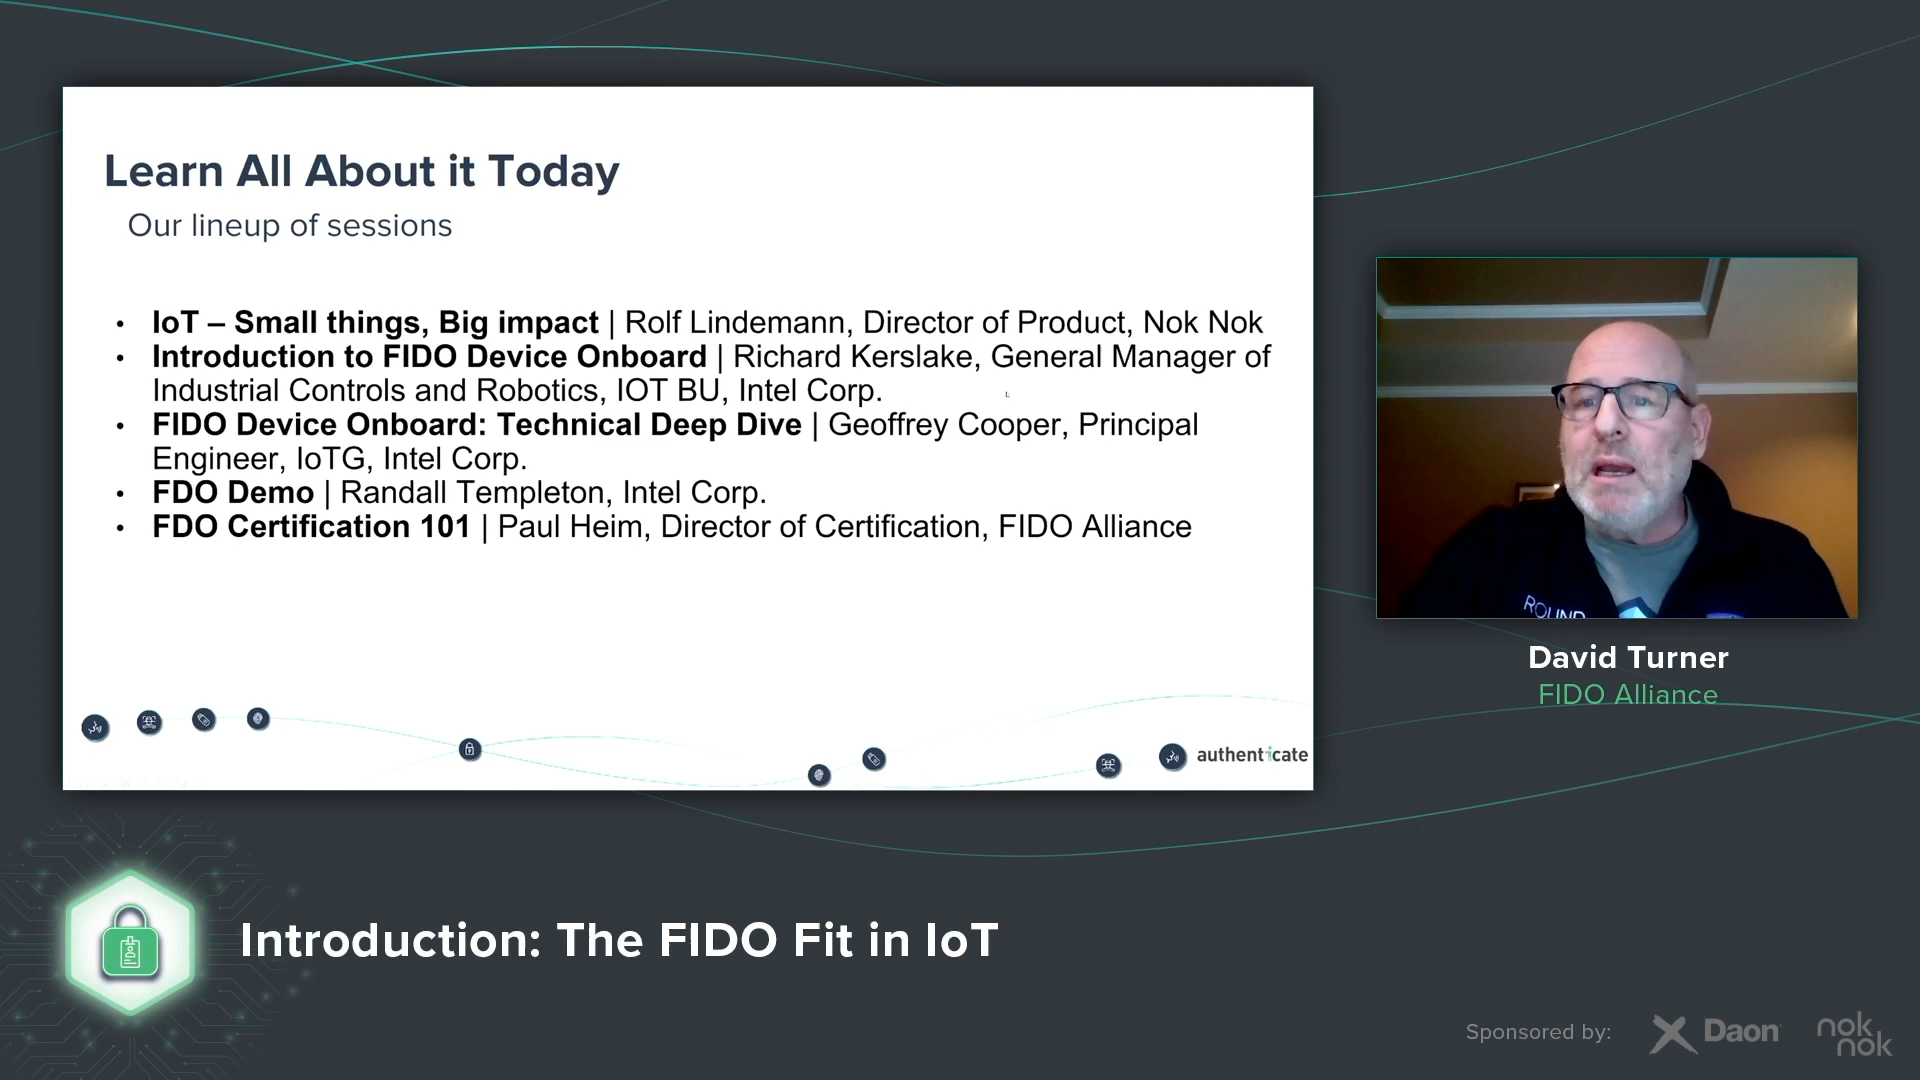 Learn All About it Today
Our lineup of sessions
• IoT – Small things, Big impact | Rolf Lindemann, Director of Product, Nok Nok
• Introduction to FIDO Device Onboard | Richard Kerslake, General Manager of
Industrial Controls and Robotics, IOT BU, Intel Corp.
• FIDO Device Onboard: Technical Deep Dive | Geoffrey Cooper, Principal
Engineer, IoTG, Intel Corp.
• FDO Demo | Randall Templeton, Intel Corp.
• FDO Certification 101 | Paul Heim, Director of Certification, FIDO Alliance
authenticate
ROUND
David Turner
FIDO Alliance
Introduction: The FIDO Fit in IoT
Sponsored by:
Daon
nok
nok